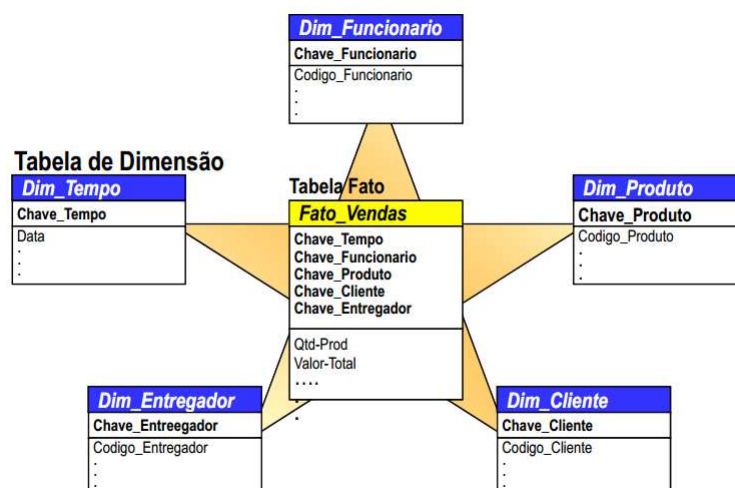 Dim_Funcionario
Chave_Funcionario
Codigo_Funcionario
.
.
.
Tabela de Dimensão
Dim_Tempo
Chave_Tempo
Data
.
.
.
Tabela Fato
Fato_Vendas
Chave_Tempo
Chave_Funcionario
Chave_Produto
Chave_Cliente
Chave_Entregador
Qtd-Prod
Valor-Total
....
.
.
Dim_Produto
Chave_Produto
Codigo_Produto
.
.
.
Dim_Entregador
Chave_Entreegador
Codigo_Entregador
.
.
.
Dim_Cliente
Chave_Cliente
Codigo_Cliente
.
.
.